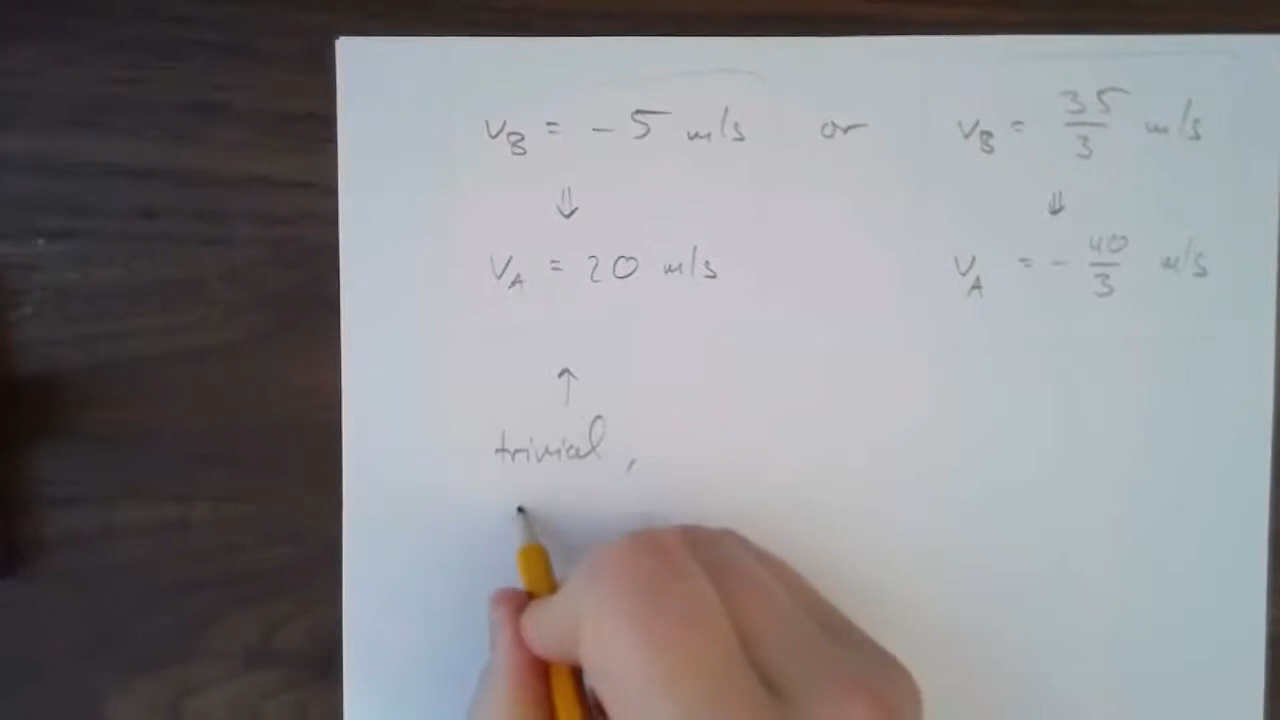 v_B = - 5 m/s or v_B = 35/3 m/s
⇓ ⇓
v_A = 20 m/s v_A = - 40/3 m/s
↑
trivial,